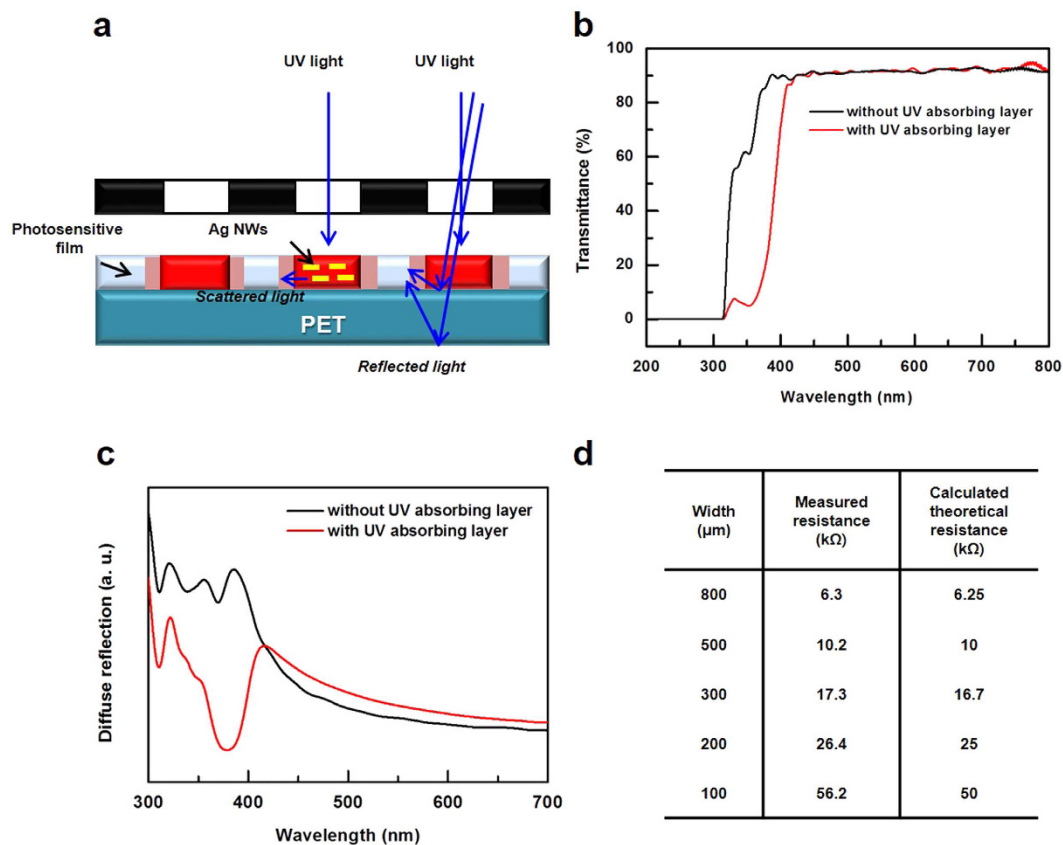 a
UV light
UV light
Photosensitive
film
Ag NWs
Scattered light
PET
Reflected light
b
100
80
60
40
20
0
Transmittance (%)
without UV absorbing layer
with UV absorbing layer
200
300
400
500
600
700
800
Wavelength (nm)
c
Diffuse reflection (a. u.)
without UV absorbing layer
with UV absorbing layer
300
400
500
600
700
Wavelength (nm)
d
Width
(μm)
Measured
resistance
(kΩ)
Calculated
theoretical
resistance
(kΩ)
800 6.3 6.25
500 10.2 10
300 17.3 16.7
200 26.4 25
100 56.2 50